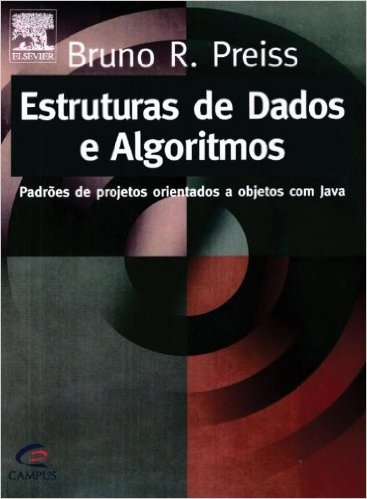 ELSEVIER
Bruno R. Preiss
Estruturas de Dados
e Algoritmos
Padrões de projetos orientados a objetos com Java
CAMPUS